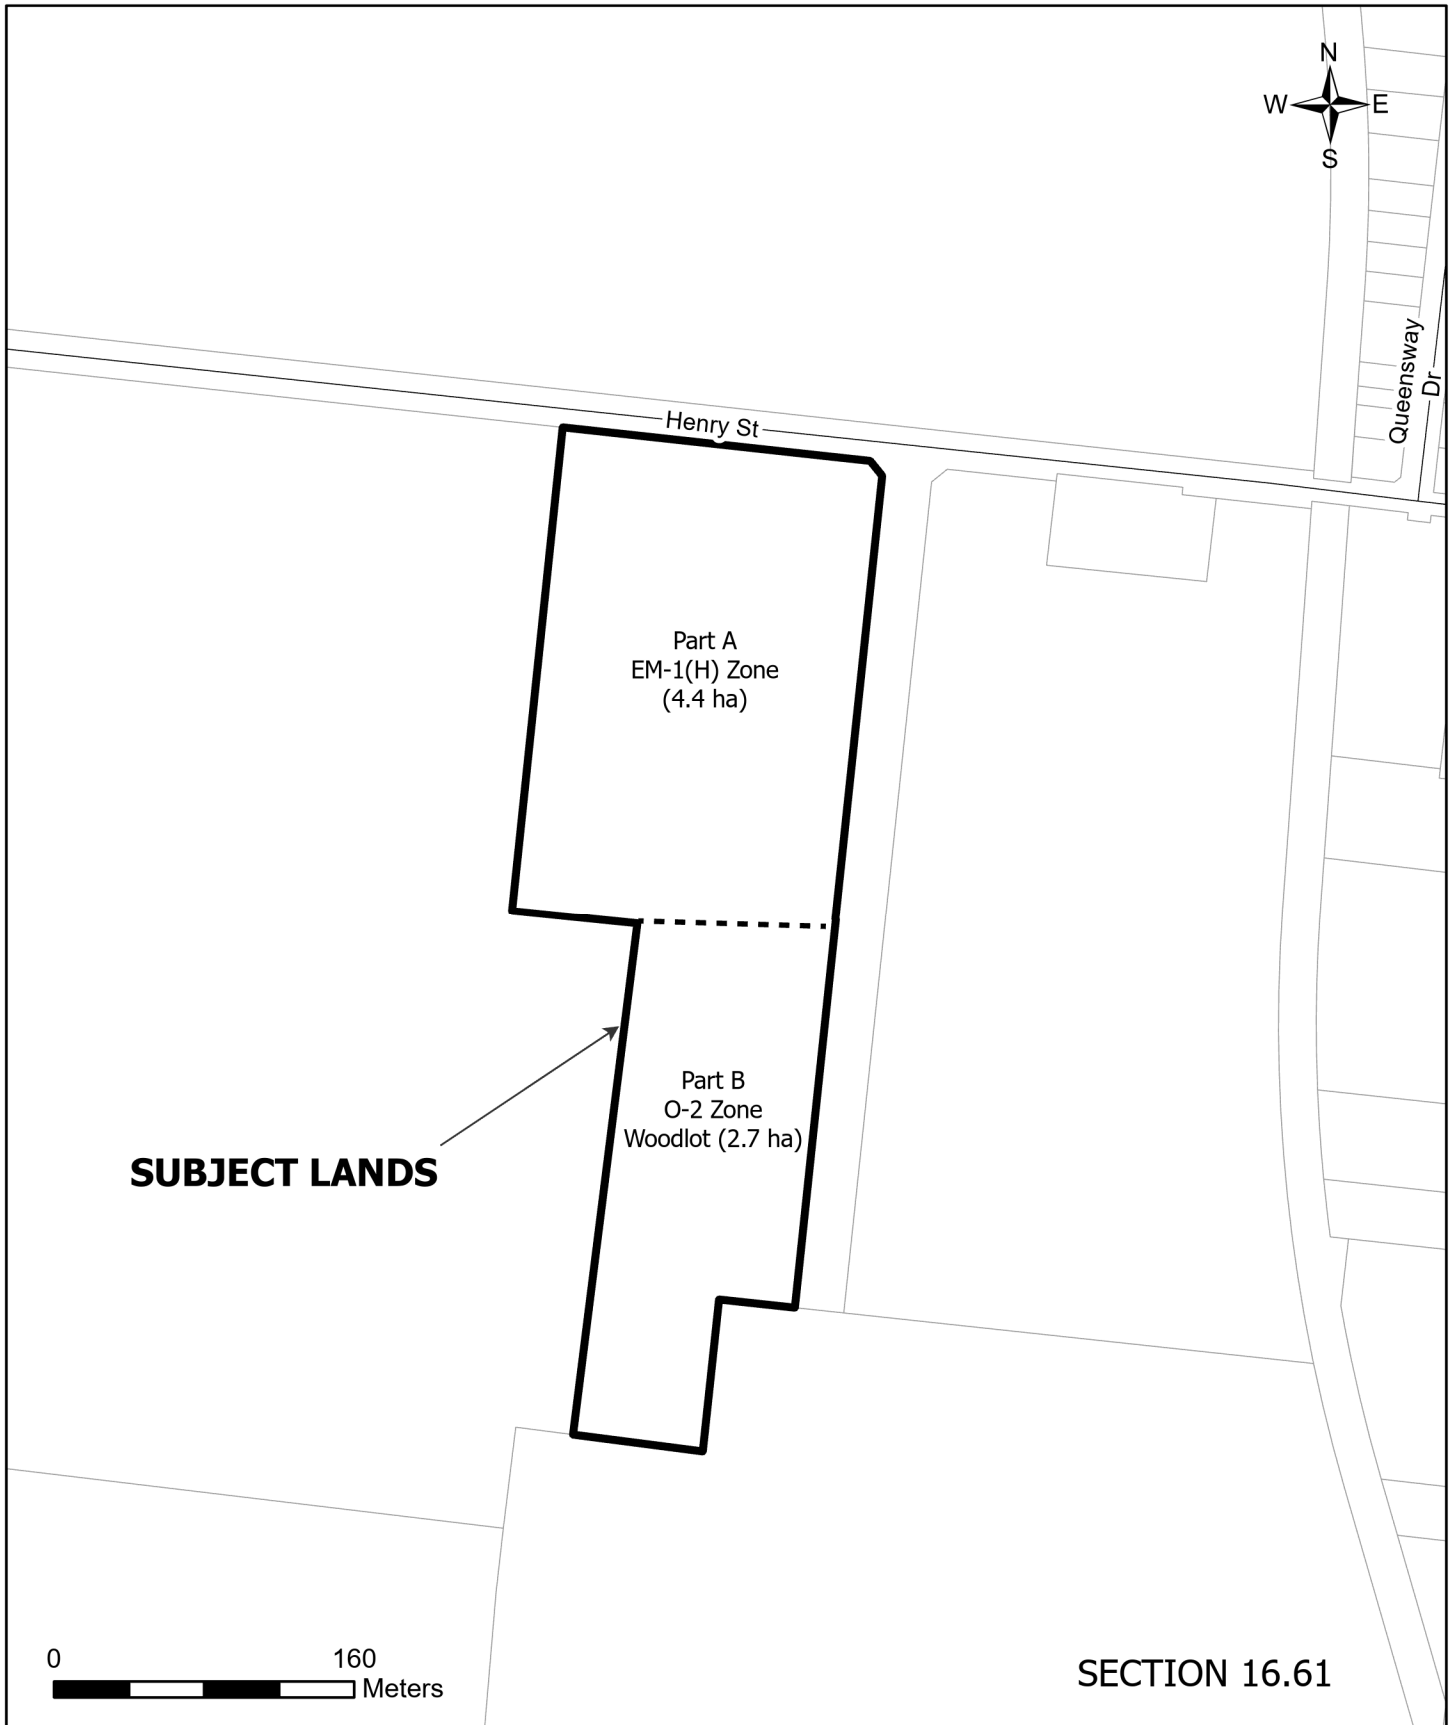 N
W E
S
Queensway
Dr
Henry St
Part A
EM-1(H) Zone
(4.4 ha)
Part B
O-2 Zone
Woodlot (2.7 ha)
SUBJECT LANDS
0 160
Meters
SECTION 16.61